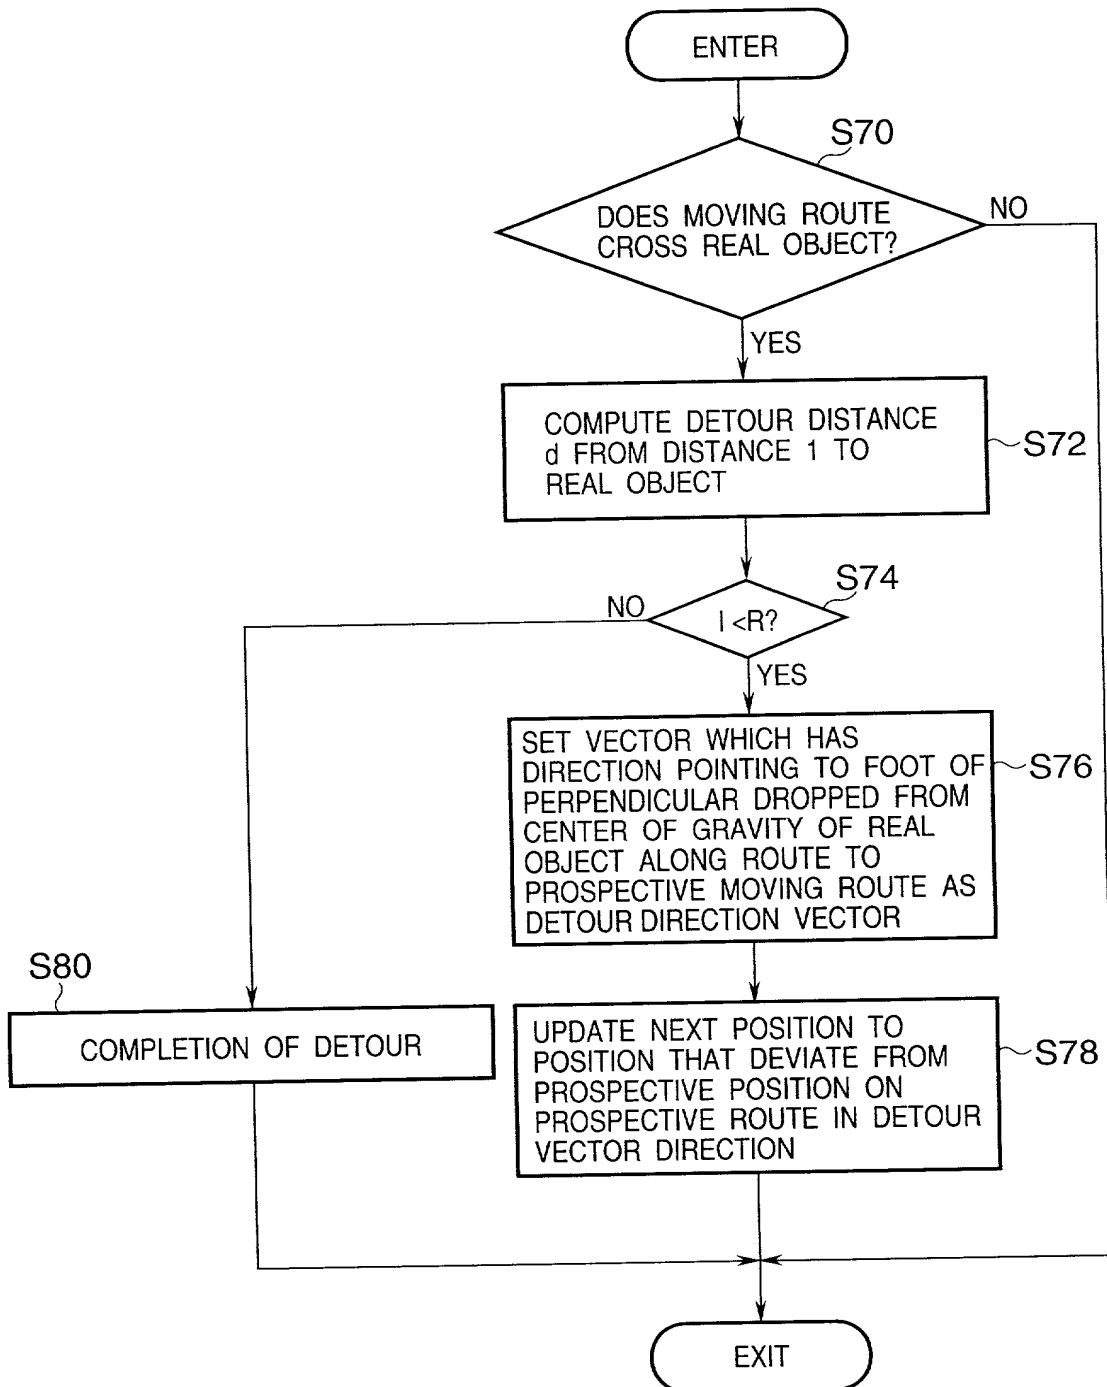 ENTER
S70
DOES MOVING ROUTE
CROSS REAL OBJECT?
NO
YES
COMPUTE DETOUR DISTANCE
d FROM DISTANCE 1 TO
REAL OBJECT
S72
S74
NO
l <R?
YES
SET VECTOR WHICH HAS
DIRECTION POINTING TO FOOT OF
PERPENDICULAR DROPPED FROM
CENTER OF GRAVITY OF REAL
OBJECT ALONG ROUTE TO
PROSPECTIVE MOVING ROUTE AS
DETOUR DIRECTION VECTOR
S76
S80
COMPLETION OF DETOUR
UPDATE NEXT POSITION TO
POSITION THAT DEVIATE FROM
PROSPECTIVE POSITION ON
PROSPECTIVE ROUTE IN DETOUR
VECTOR DIRECTION
S78
EXIT